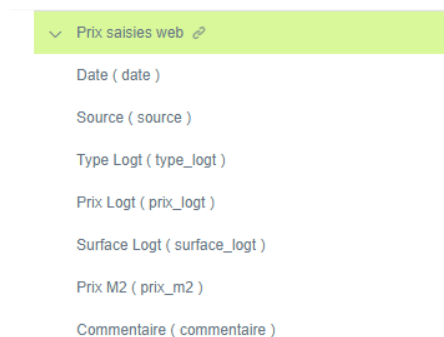 Prix saisies web
Date ( date )
Source ( source )
Type Logt ( type_logt )
Prix Logt ( prix_logt )
Surface Logt ( surface_logt )
Prix M2 ( prix_m2 )
Commentaire ( commentaire )